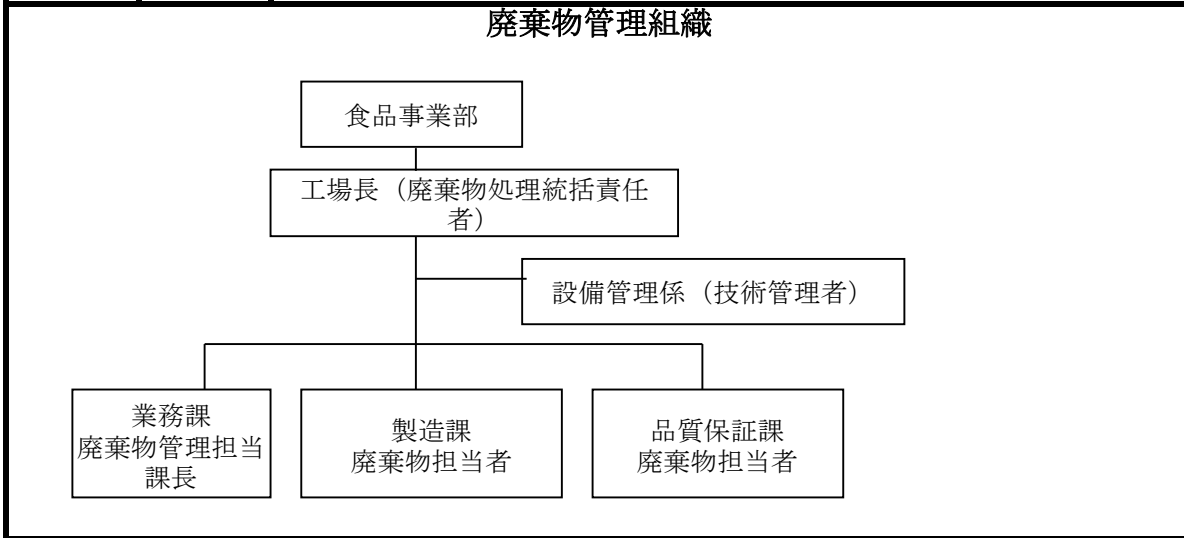 廃棄物管理組織
食品事業部
工場長（廃棄物処理統括責任
者）
設備管理係（技術管理者）
業務課
廃棄物管理担当
課長
製造課
廃棄物担当者
品質保証課
廃棄物担当者